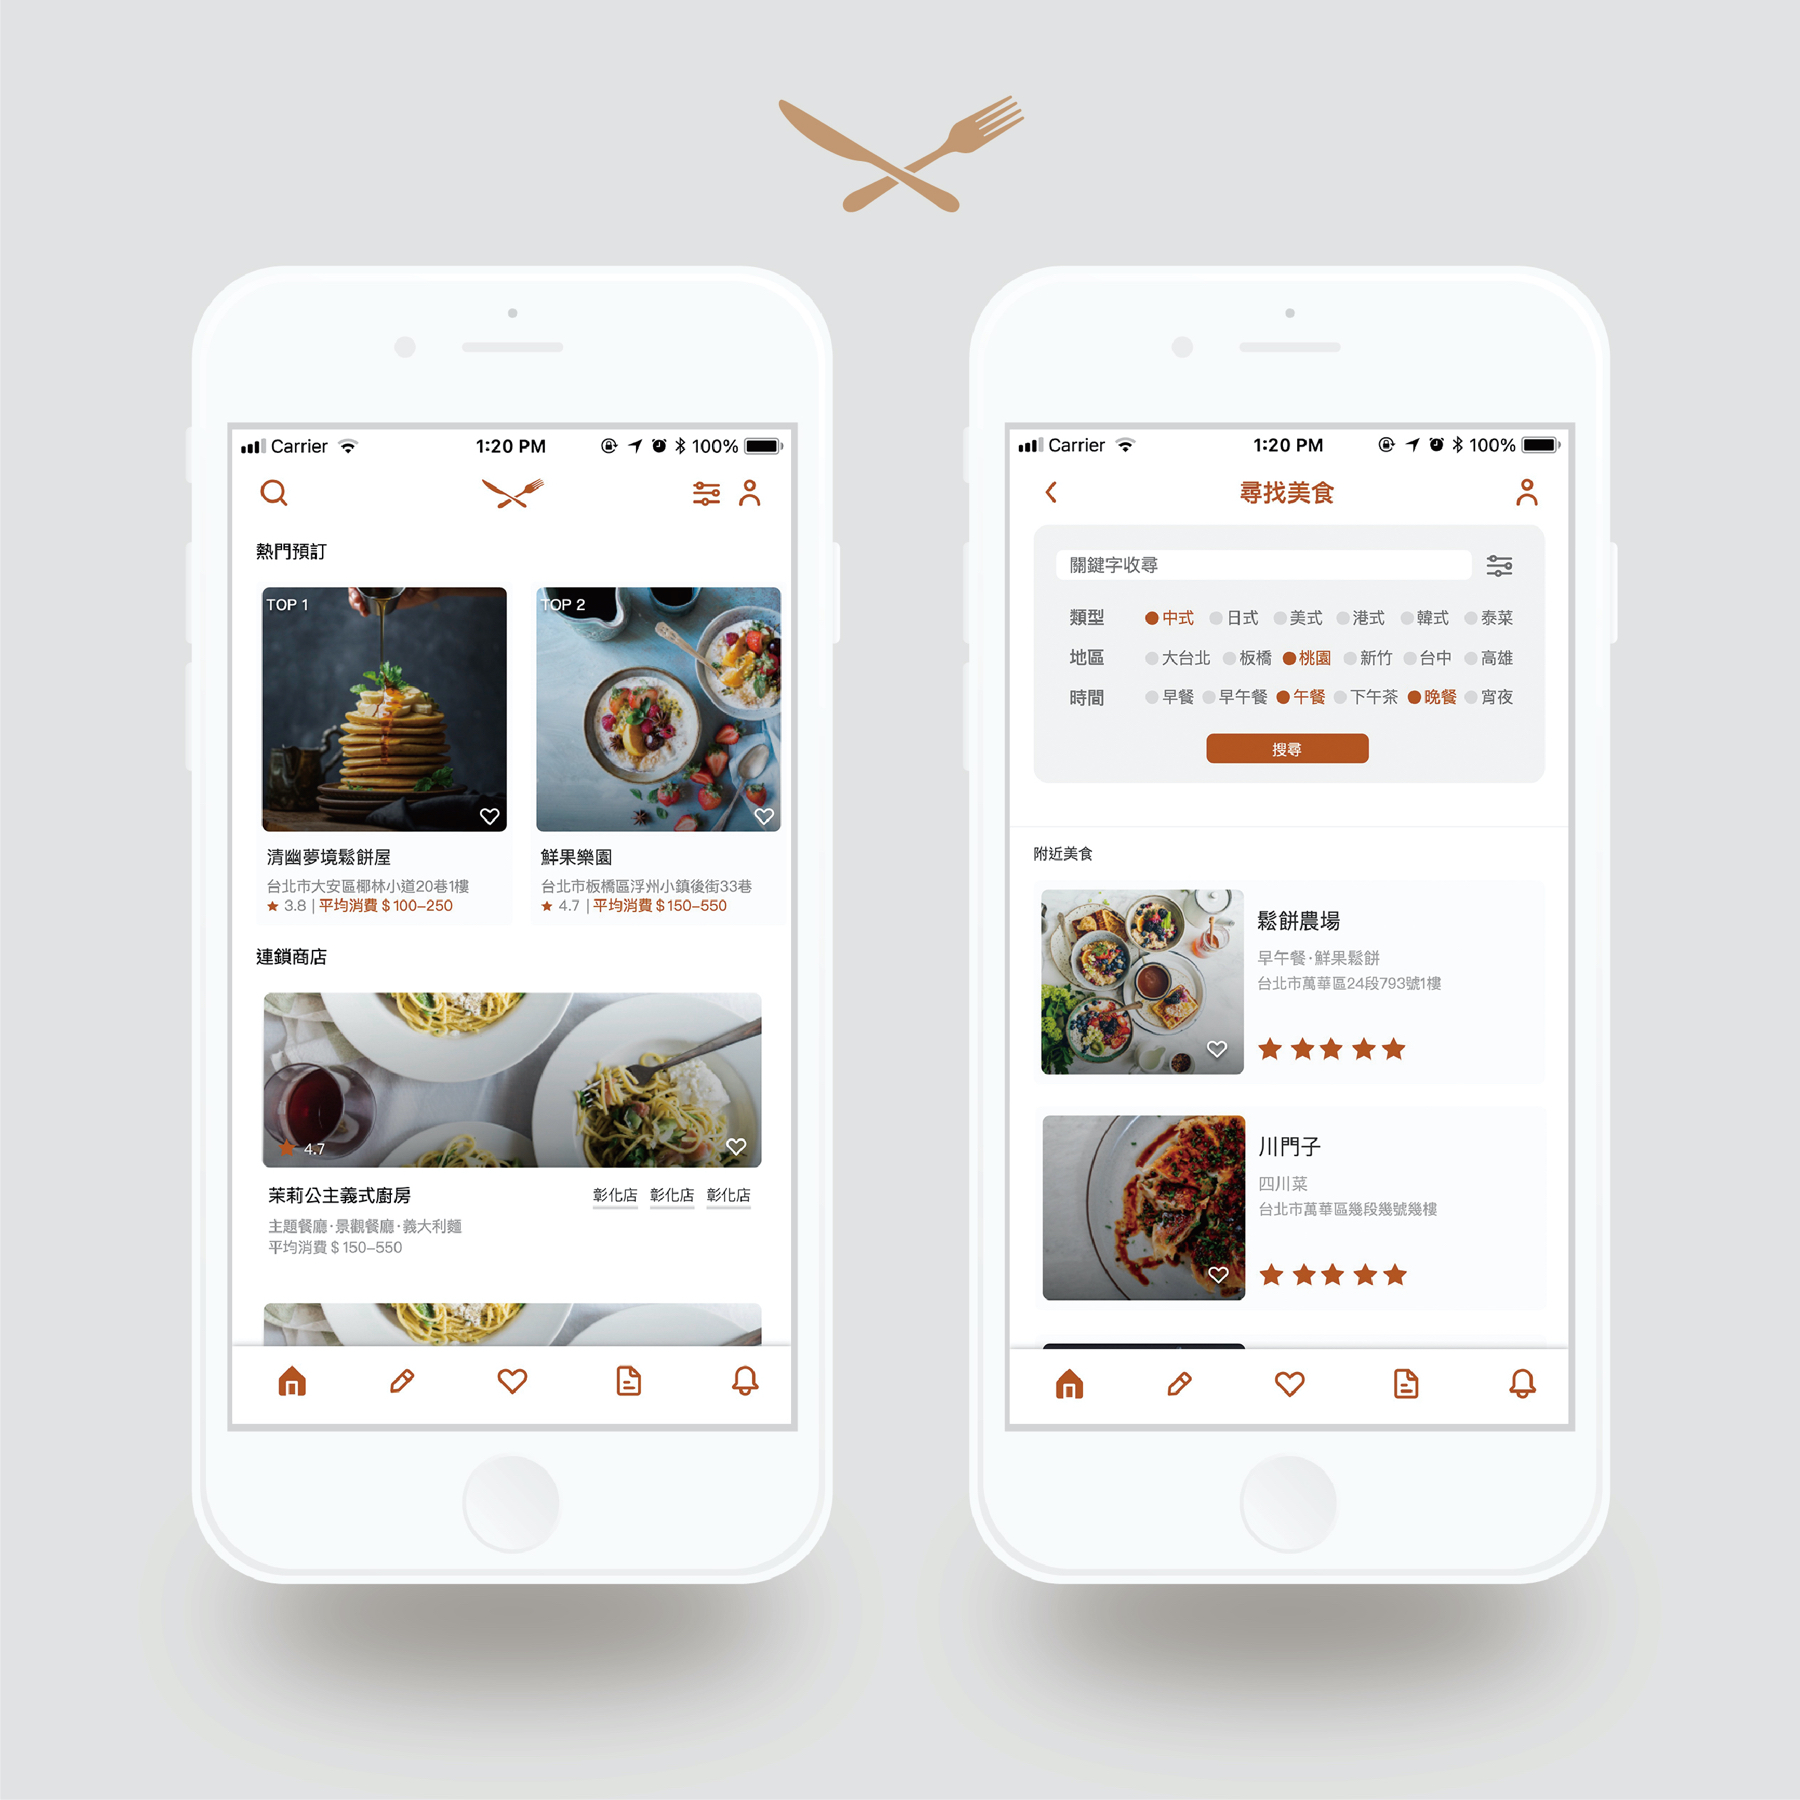 Carrier 1:20 PM 100%
熱門預訂
TOP 1
TOP 2
清幽夢境鬆餅屋
台北市大安區椰林小道20巷1樓
3.8 | 平均消費 $ 100–250
鮮果樂園
台北市板橋區浮州小鎮後街33巷
4.7 | 平均消費 $ 150–550
連鎖商店
4.7
茉莉公主義式廚房 彰化店 彰化店 彰化店
主題餐廳·景觀餐廳·義大利麵
平均消費 $ 150–550
Carrier 1:20 PM 100%
尋找美食
關鍵字收尋
類型 中式 日式 美式 港式 韓式 泰菜
地區 大台北 板橋 桃園 新竹 台中 高雄
時間 早餐 早午餐 午餐 下午茶 晚餐 宵夜
搜尋
附近美食
鬆餅農場
早午餐·鮮果鬆餅
台北市萬華區24段793號1樓
川門子
四川菜
台北市萬華區幾段幾號幾樓